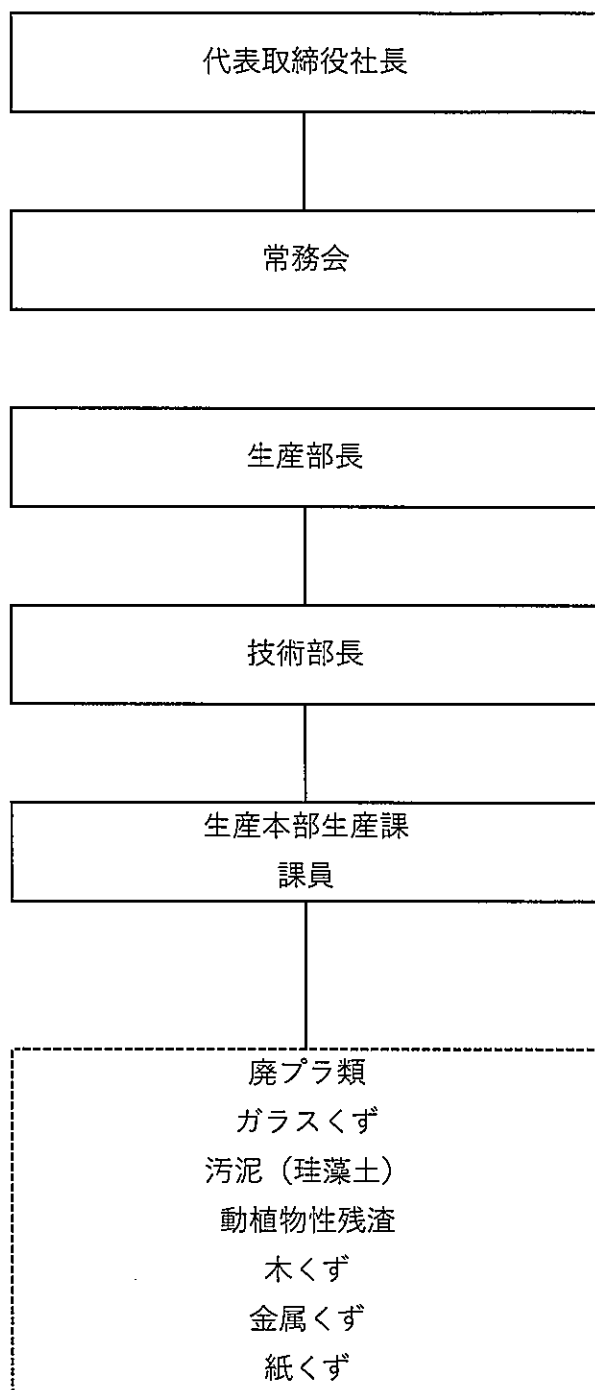 代表取締役社長
常務会
生産部長
技術部長
生産本部生産課
課員
廃プラ類
ガラスくず
汚泥（珪藻土）
動植物性残渣
木くず
金属くず
紙くず